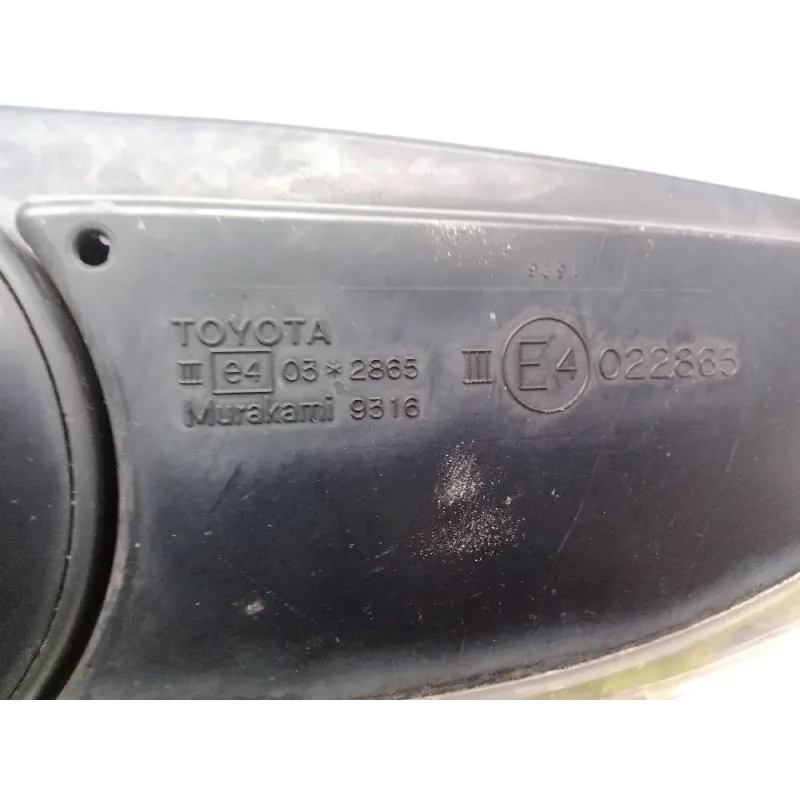 TOYOTA
III e4 03*2865
Murakami 9316
III E4 022865